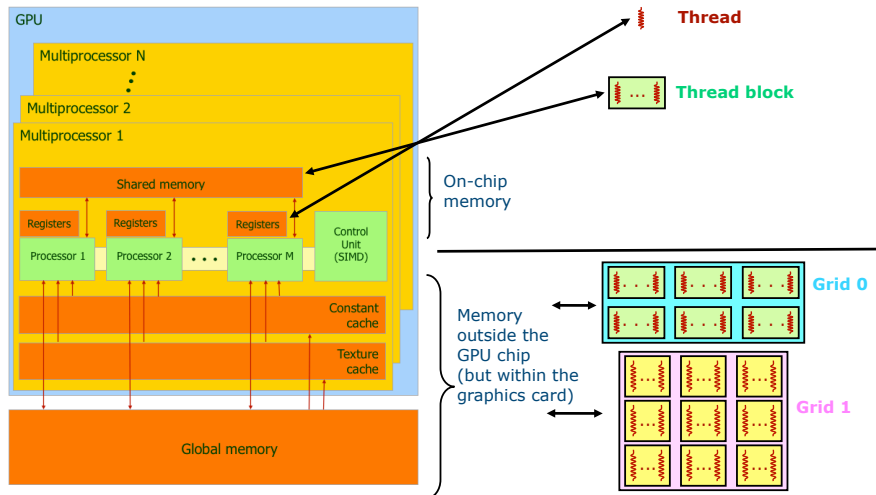 GPU
Multiprocessor N
Multiprocessor 2
Multiprocessor 1
Shared memory
Registers
Registers
Registers
Processor 1
Processor 2
Processor M
Control
Unit
(SIMD)
Constant
cache
Texture
cache
Global memory
On-chip
memory
Memory
outside the
GPU chip
(but within the
graphics card)
Thread
Thread block
Grid 0
Grid 1